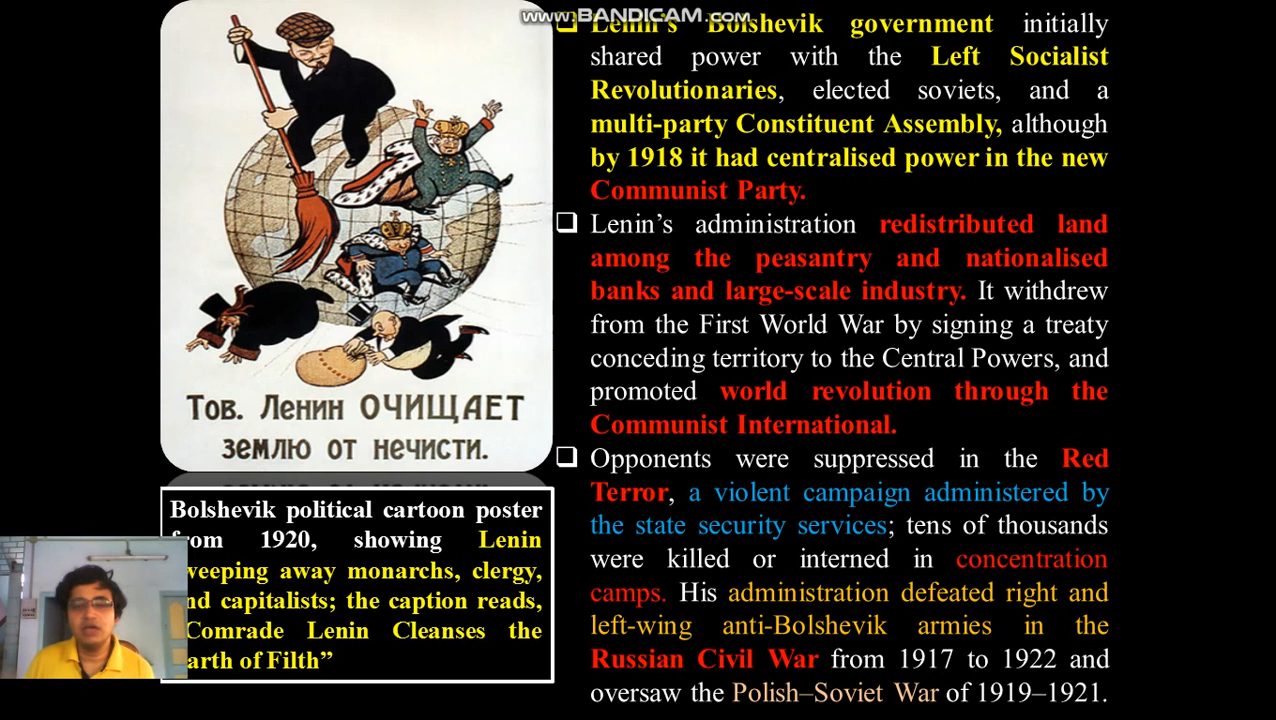 www.BANDICAM.com
❑ Lenin's Bolshevik government initially
shared power with the Left Socialist
Revolutionaries, elected soviets, and a
multi-party Constituent Assembly, although
by 1918 it had centralised power in the new
Communist Party.
❑ Lenin's administration redistributed land
among the peasantry and nationalised
banks and large-scale industry. It withdrew
from the First World War by signing a treaty
conceding territory to the Central Powers, and
promoted world revolution through the
Communist International.
❑ Opponents were suppressed in the Red
Terror, a violent campaign administered by
the state security services; tens of thousands
were killed or interned in concentration
camps. His administration defeated right and
left-wing anti-Bolshevik armies in the
Russian Civil War from 1917 to 1922 and
oversaw the Polish–Soviet War of 1919–1921.
Тов. Ленин ОЧИЩАЕТ
землю от нечисти.
Bolshevik political cartoon poster
from 1920, showing Lenin
weeping away monarchs, clergy,
nd capitalists; the caption reads,
Comrade Lenin Cleanses the
arth of Filth”